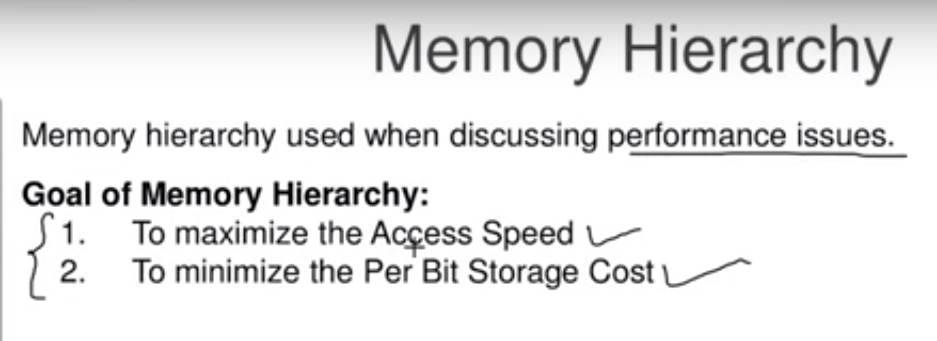 Memory Hierarchy
Memory hierarchy used when discussing performance issues.
Goal of Memory Hierarchy:
1. To maximize the Access Speed
2. To minimize the Per Bit Storage Cost